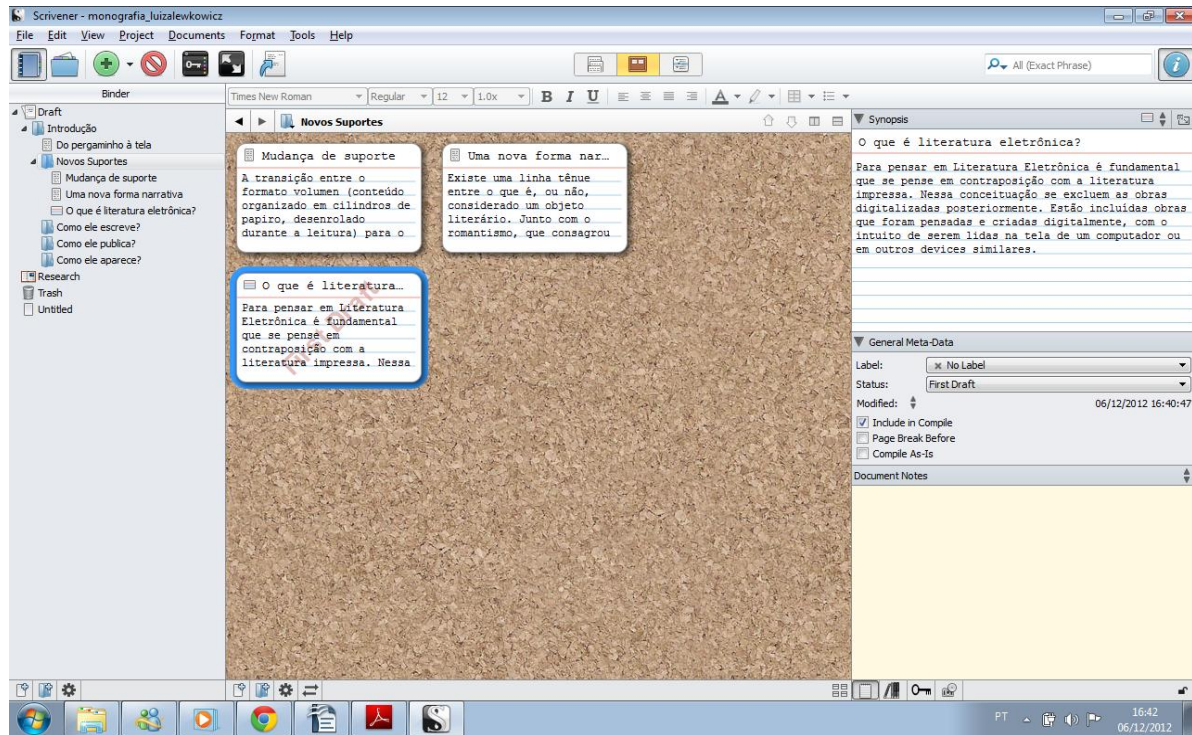 Scrivener - monografia_luizalewkowicz
File Edit View Project Documents Format Tools Help
All (Exact Phrase)
Binder
Draft
Introdução
Do pergaminho à tela
Novos Suportes
Mudança de suporte
Uma nova forma narrativa
O que é literatura eletrônica?
Como ele escreve?
Como ele publica?
Como ele aparece?
Research
Trash
Untitled
Times New Roman Regular 12 1.0x B I U A
Novos Suportes
Mudança de suporte
A transição entre o
formato volumen (conteúdo
organizado em cilindros de
papiro, desenrolado
durante a leitura) para o
Uma nova forma nar...
Existe uma linha tênue
entre o que é, ou não,
considerado um objeto
literário. Junto com o
romantismo, que consagrou
O que é literatura...
Para pensar em Literatura
Eletrônica é fundamental
que se pense em
contraposição com a
literatura impressa. Nessa
First Draft
Synopsis
O que é literatura eletrônica?
Para pensar em Literatura Eletrônica é fundamental
que se pense em contraposição com a literatura
impressa. Nessa conceituação se excluem as obras
digitalizadas posteriormente. Estão incluídas obras
que foram pensadas e criadas digitalmente, com o
intuito de serem lidas na tela de um computador ou
em outros devices similares.
General Meta-Data
Label: No Label
Status: First Draft
Modified: 06/12/2012 16:40:47
Include in Compile
Page Break Before
Compile As-Is
Document Notes
PT
16:42
06/12/2012